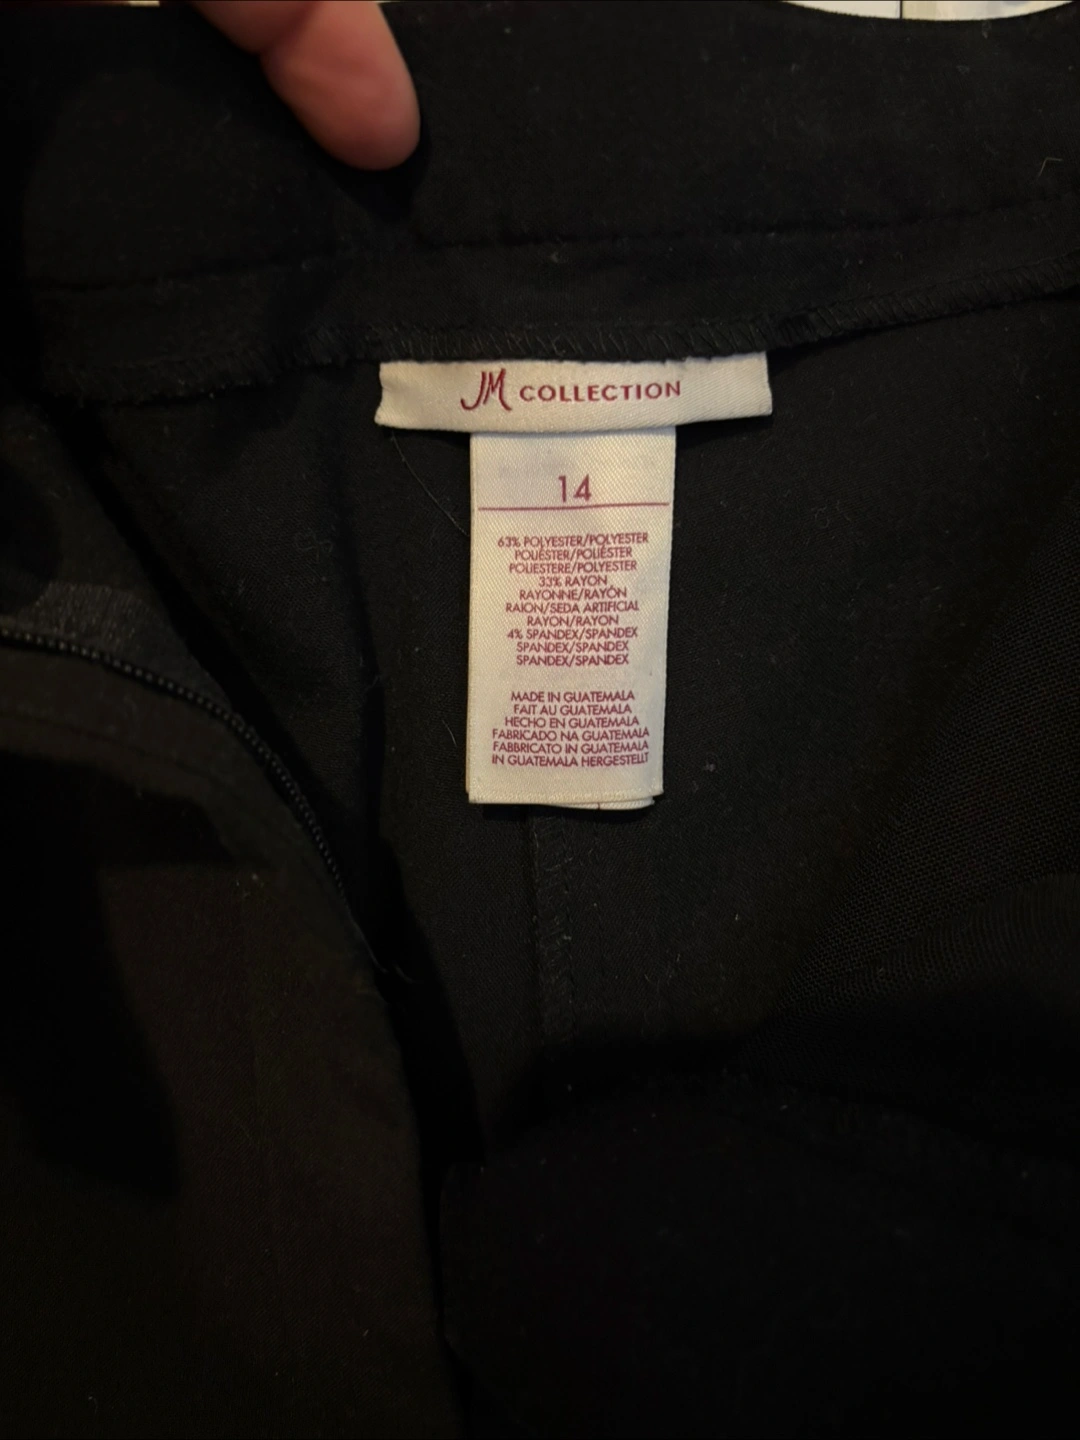 JM COLLECTION
14
63% POLYESTER/POLYESTER
POLIÉSTER/POLIÉSTER
POLIESTERE/POLYESTER
33% RAYON
RAYONNE/RAYÓN
RAION/SEDA ARTIFICIAL
RAYON/RAYON
4% SPANDEX/SPANDEX
SPANDEX/SPANDEX
SPANDEX/SPANDEX
MADE IN GUATEMALA
FAIT AU GUATEMALA
HECHO EN GUATEMALA
FABRICADO NA GUATEMALA
FABBRICATO IN GUATEMALA
IN GUATEMALA HERGESTELLT